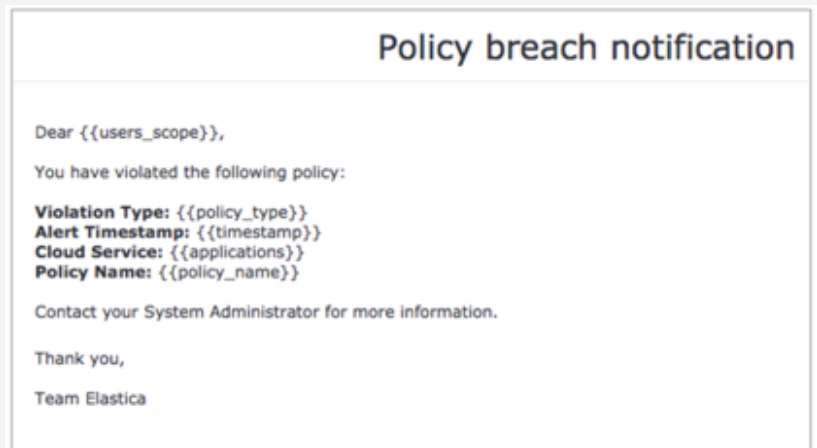 Policy breach notification
Dear {{users_scope}},
You have violated the following policy:
Violation Type: {{policy_type}}
Alert Timestamp: {{timestamp}}
Cloud Service: {{applications}}
Policy Name: {{policy_name}}
Contact your System Administrator for more information.
Thank you,
Team Elastica